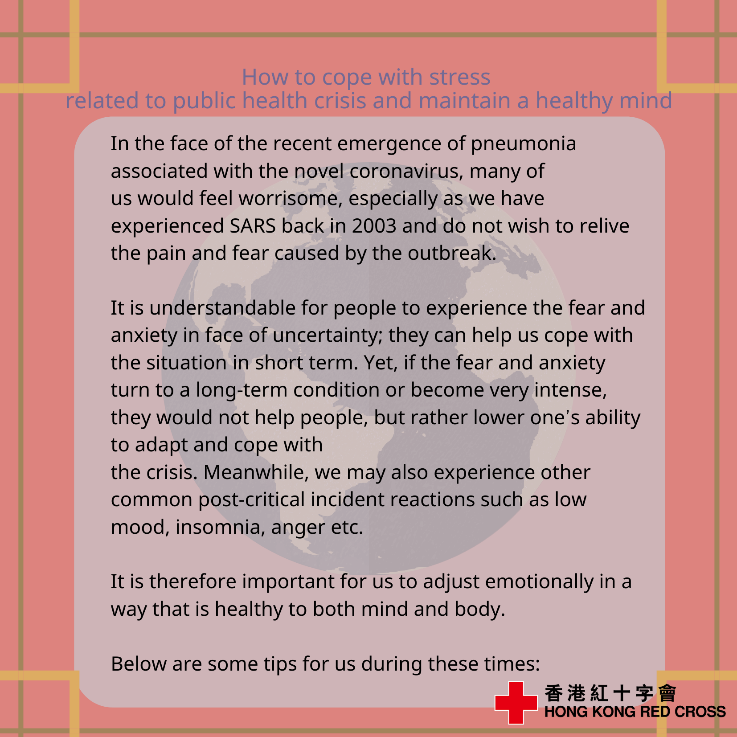 How to cope with stress
related to public health crisis and maintain a healthy mind
In the face of the recent emergence of pneumonia
associated with the novel coronavirus, many of
us would feel worrisome, especially as we have
experienced SARS back in 2003 and do not wish to relive
the pain and fear caused by the outbreak.
It is understandable for people to experience the fear and
anxiety in face of uncertainty; they can help us cope with
the situation in short term. Yet, if the fear and anxiety
turn to a long-term condition or become very intense,
they would not help people, but rather lower one's ability
to adapt and cope with
the crisis. Meanwhile, we may also experience other
common post-critical incident reactions such as low
mood, insomnia, anger etc.
It is therefore important for us to adjust emotionally in a
way that is healthy to both mind and body.
Below are some tips for us during these times:
香港紅十字會
HONG KONG RED CROSS